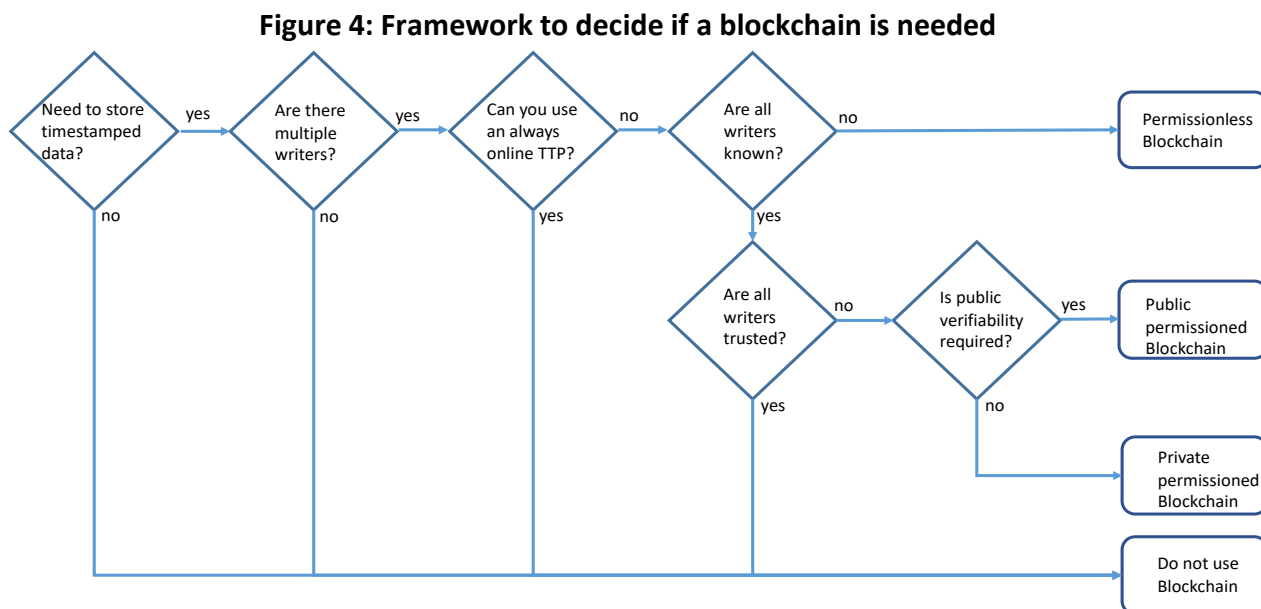 Figure 4: Framework to decide if a blockchain is needed
Need to store
timestamped
data?
yes
no
Are there
multiple
writers?
yes
no
Can you use
an always
online TTP?
no
yes
Are all
writers
known?
no
yes
Permissionless
Blockchain
Are all
writers
trusted?
no
yes
Is public
verifiability
required?
yes
no
Public
permissioned
Blockchain
Private
permissioned
Blockchain
Do not use
Blockchain